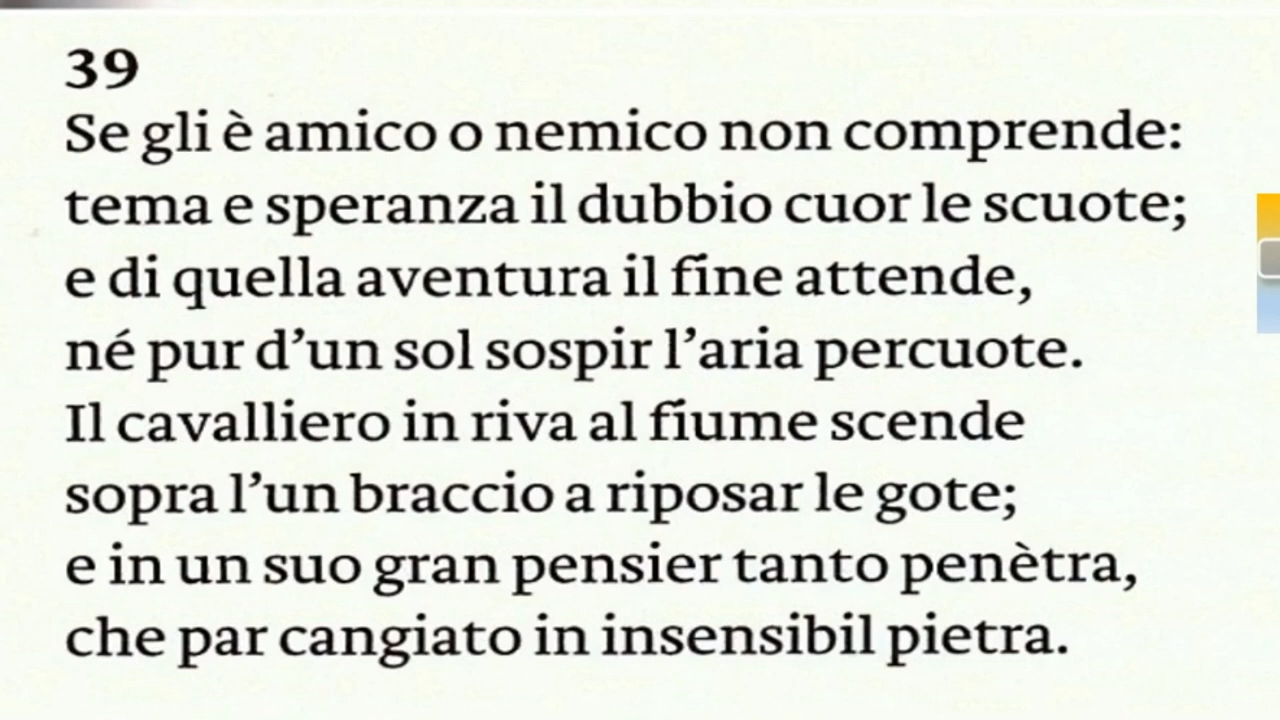 39
Se gli è amico o nemico non comprende:
tema e speranza il dubbio cuor le scuote;
e di quella aventura il fine attende,
né pur d’un sol sospir l’aria percuote.
Il cavalliero in riva al fiume scende
sopra l’un braccio a riposar le gote;
e in un suo gran pensier tanto penètra,
che par cangiato in insensibil pietra.